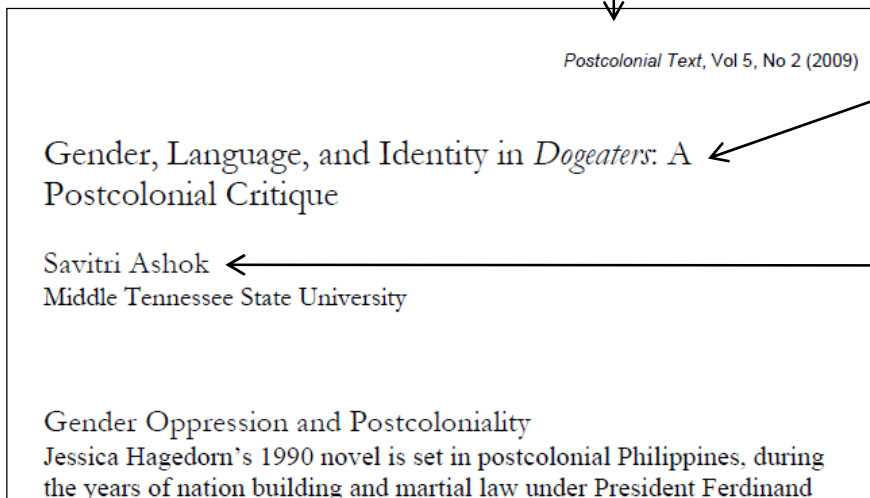 Postcolonial Text, Vol 5, No 2 (2009)
Gender, Language, and Identity in Dogeaters: A
Postcolonial Critique
Savitri Ashok
Middle Tennessee State University
Gender Oppression and Postcoloniality
Jessica Hagedorn's 1990 novel is set in postcolonial Philippines, during
the years of nation building and martial law under President Ferdinand